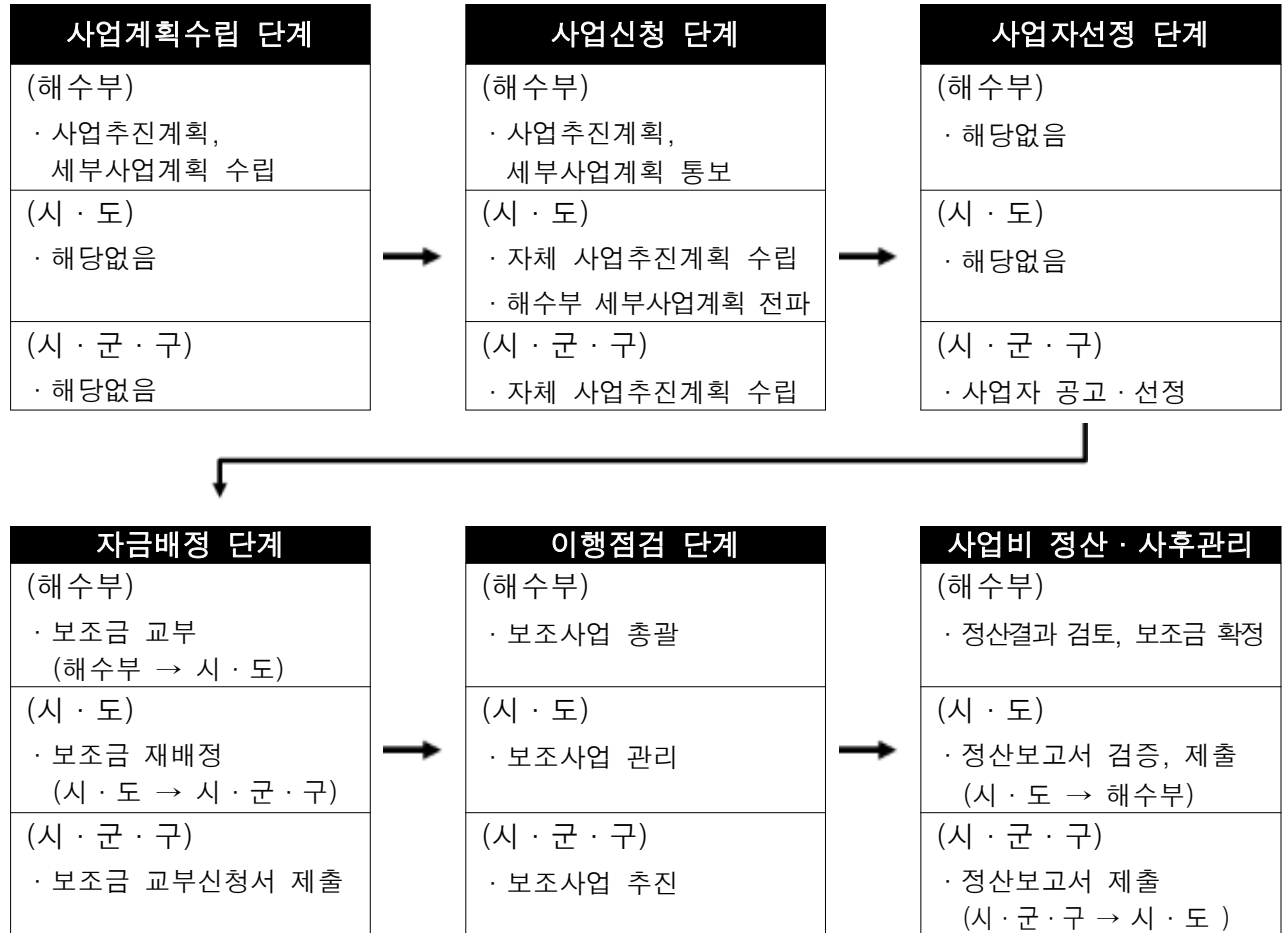 사업계획수립 단계
(해수부)
· 사업추진계획,
세부사업계획 수립
(시 · 도)
· 해당없음
(시 · 군 · 구)
· 해당없음
사업신청 단계
(해수부)
· 사업추진계획,
세부사업계획 통보
(시 · 도)
· 자체 사업추진계획 수립
· 해수부 세부사업계획 전파
(시 · 군 · 구)
· 자체 사업추진계획 수립
사업자선정 단계
(해수부)
· 해당없음
(시 · 도)
· 해당없음
(시 · 군 · 구)
· 사업자 공고 · 선정
자금배정 단계
(해수부)
· 보조금 교부
(해수부 → 시 · 도)
(시 · 도)
· 보조금 재배정
(시 · 도 → 시 · 군 · 구)
(시 · 군 · 구)
· 보조금 교부신청서 제출
이행점검 단계
(해수부)
· 보조사업 총괄
(시 · 도)
· 보조사업 관리
(시 · 군 · 구)
· 보조사업 추진
사업비 정산 · 사후관리
(해수부)
· 정산결과 검토, 보조금 확정
(시 · 도)
· 정산보고서 검증, 제출
(시 · 도 → 해수부)
(시 · 군 · 구)
· 정산보고서 제출
(시 · 군 · 구 → 시 · 도 )